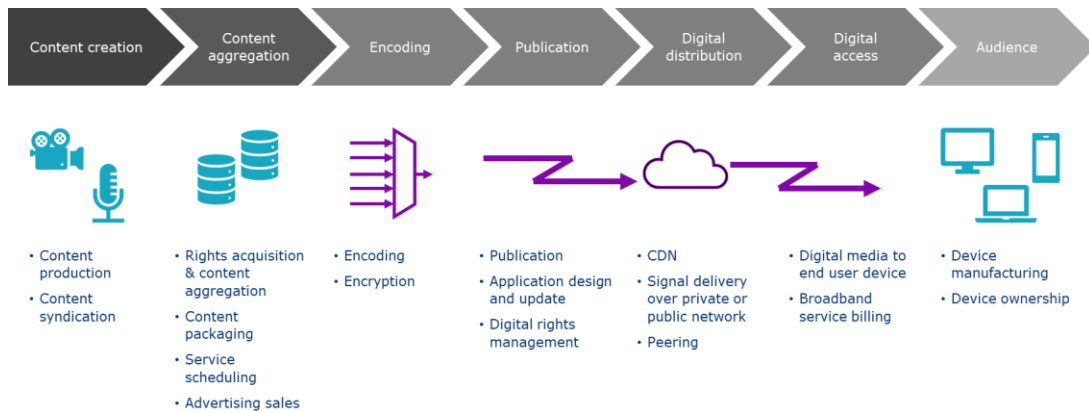 Content creation
Content
aggregation
Encoding
Publication
Digital
distribution
Digital
access
Audience
• Content
production
• Content
syndication
• Rights acquisition
& content
aggregation
• Content
packaging
• Service
scheduling
• Advertising sales
• Encoding
• Encryption
• Publication
• Application design
and update
• Digital rights
management
• CDN
• Signal delivery
over private or
public network
• Peering
• Digital media to
end user device
• Broadband
service billing
• Device
manufacturing
• Device ownership